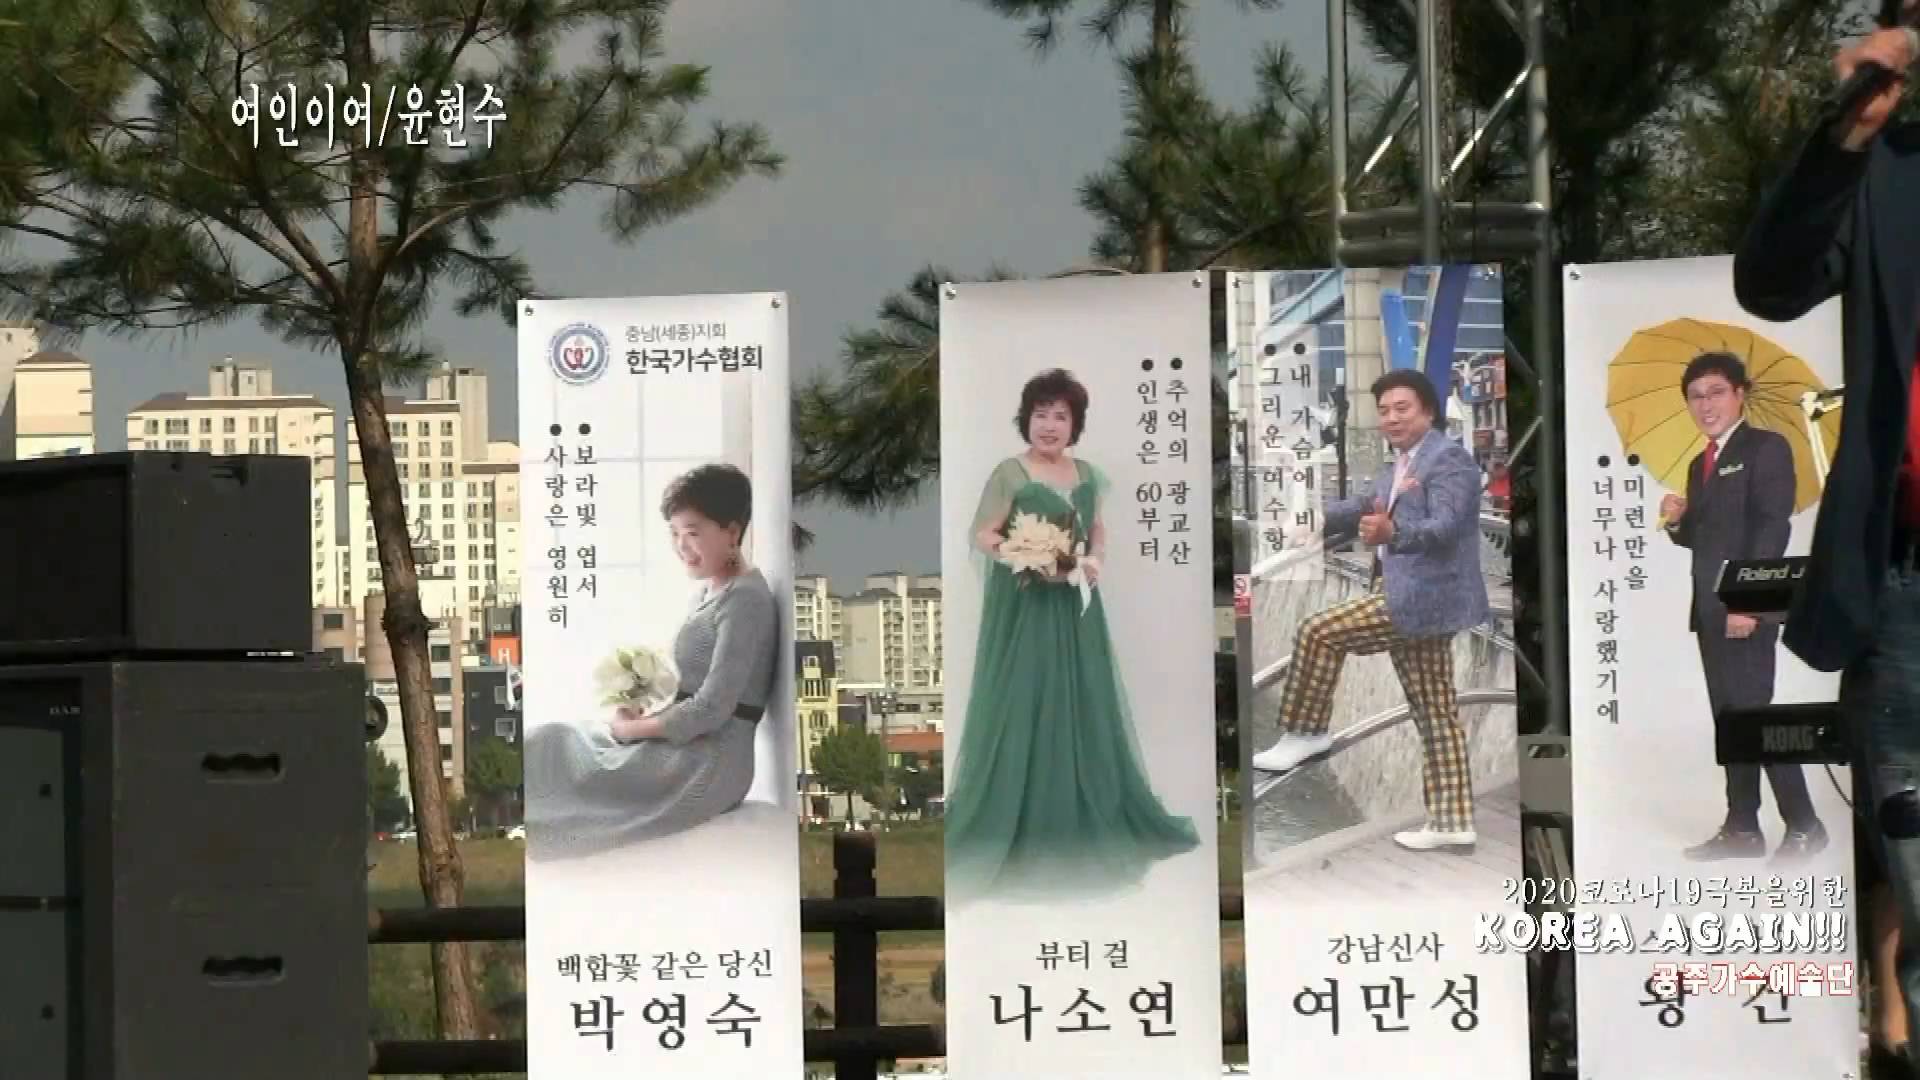 여인이여/윤현수
충남(세종)지회
한국가수협회
● 보라빛 엽서
● 사랑은 영원히
백합꽃 같은 당신
박영숙
● 추억의 광교산
● 인생은 60부터
뷰티 걸
나소연
● 내 가슴에 비
● 그리운 여수항
강남신사
여만성
● 미련만을
● 너무나 사랑했기에
Roland
KORG
2020코로나19극복을위한
KOREA AGAIN!!
공주가수예술단